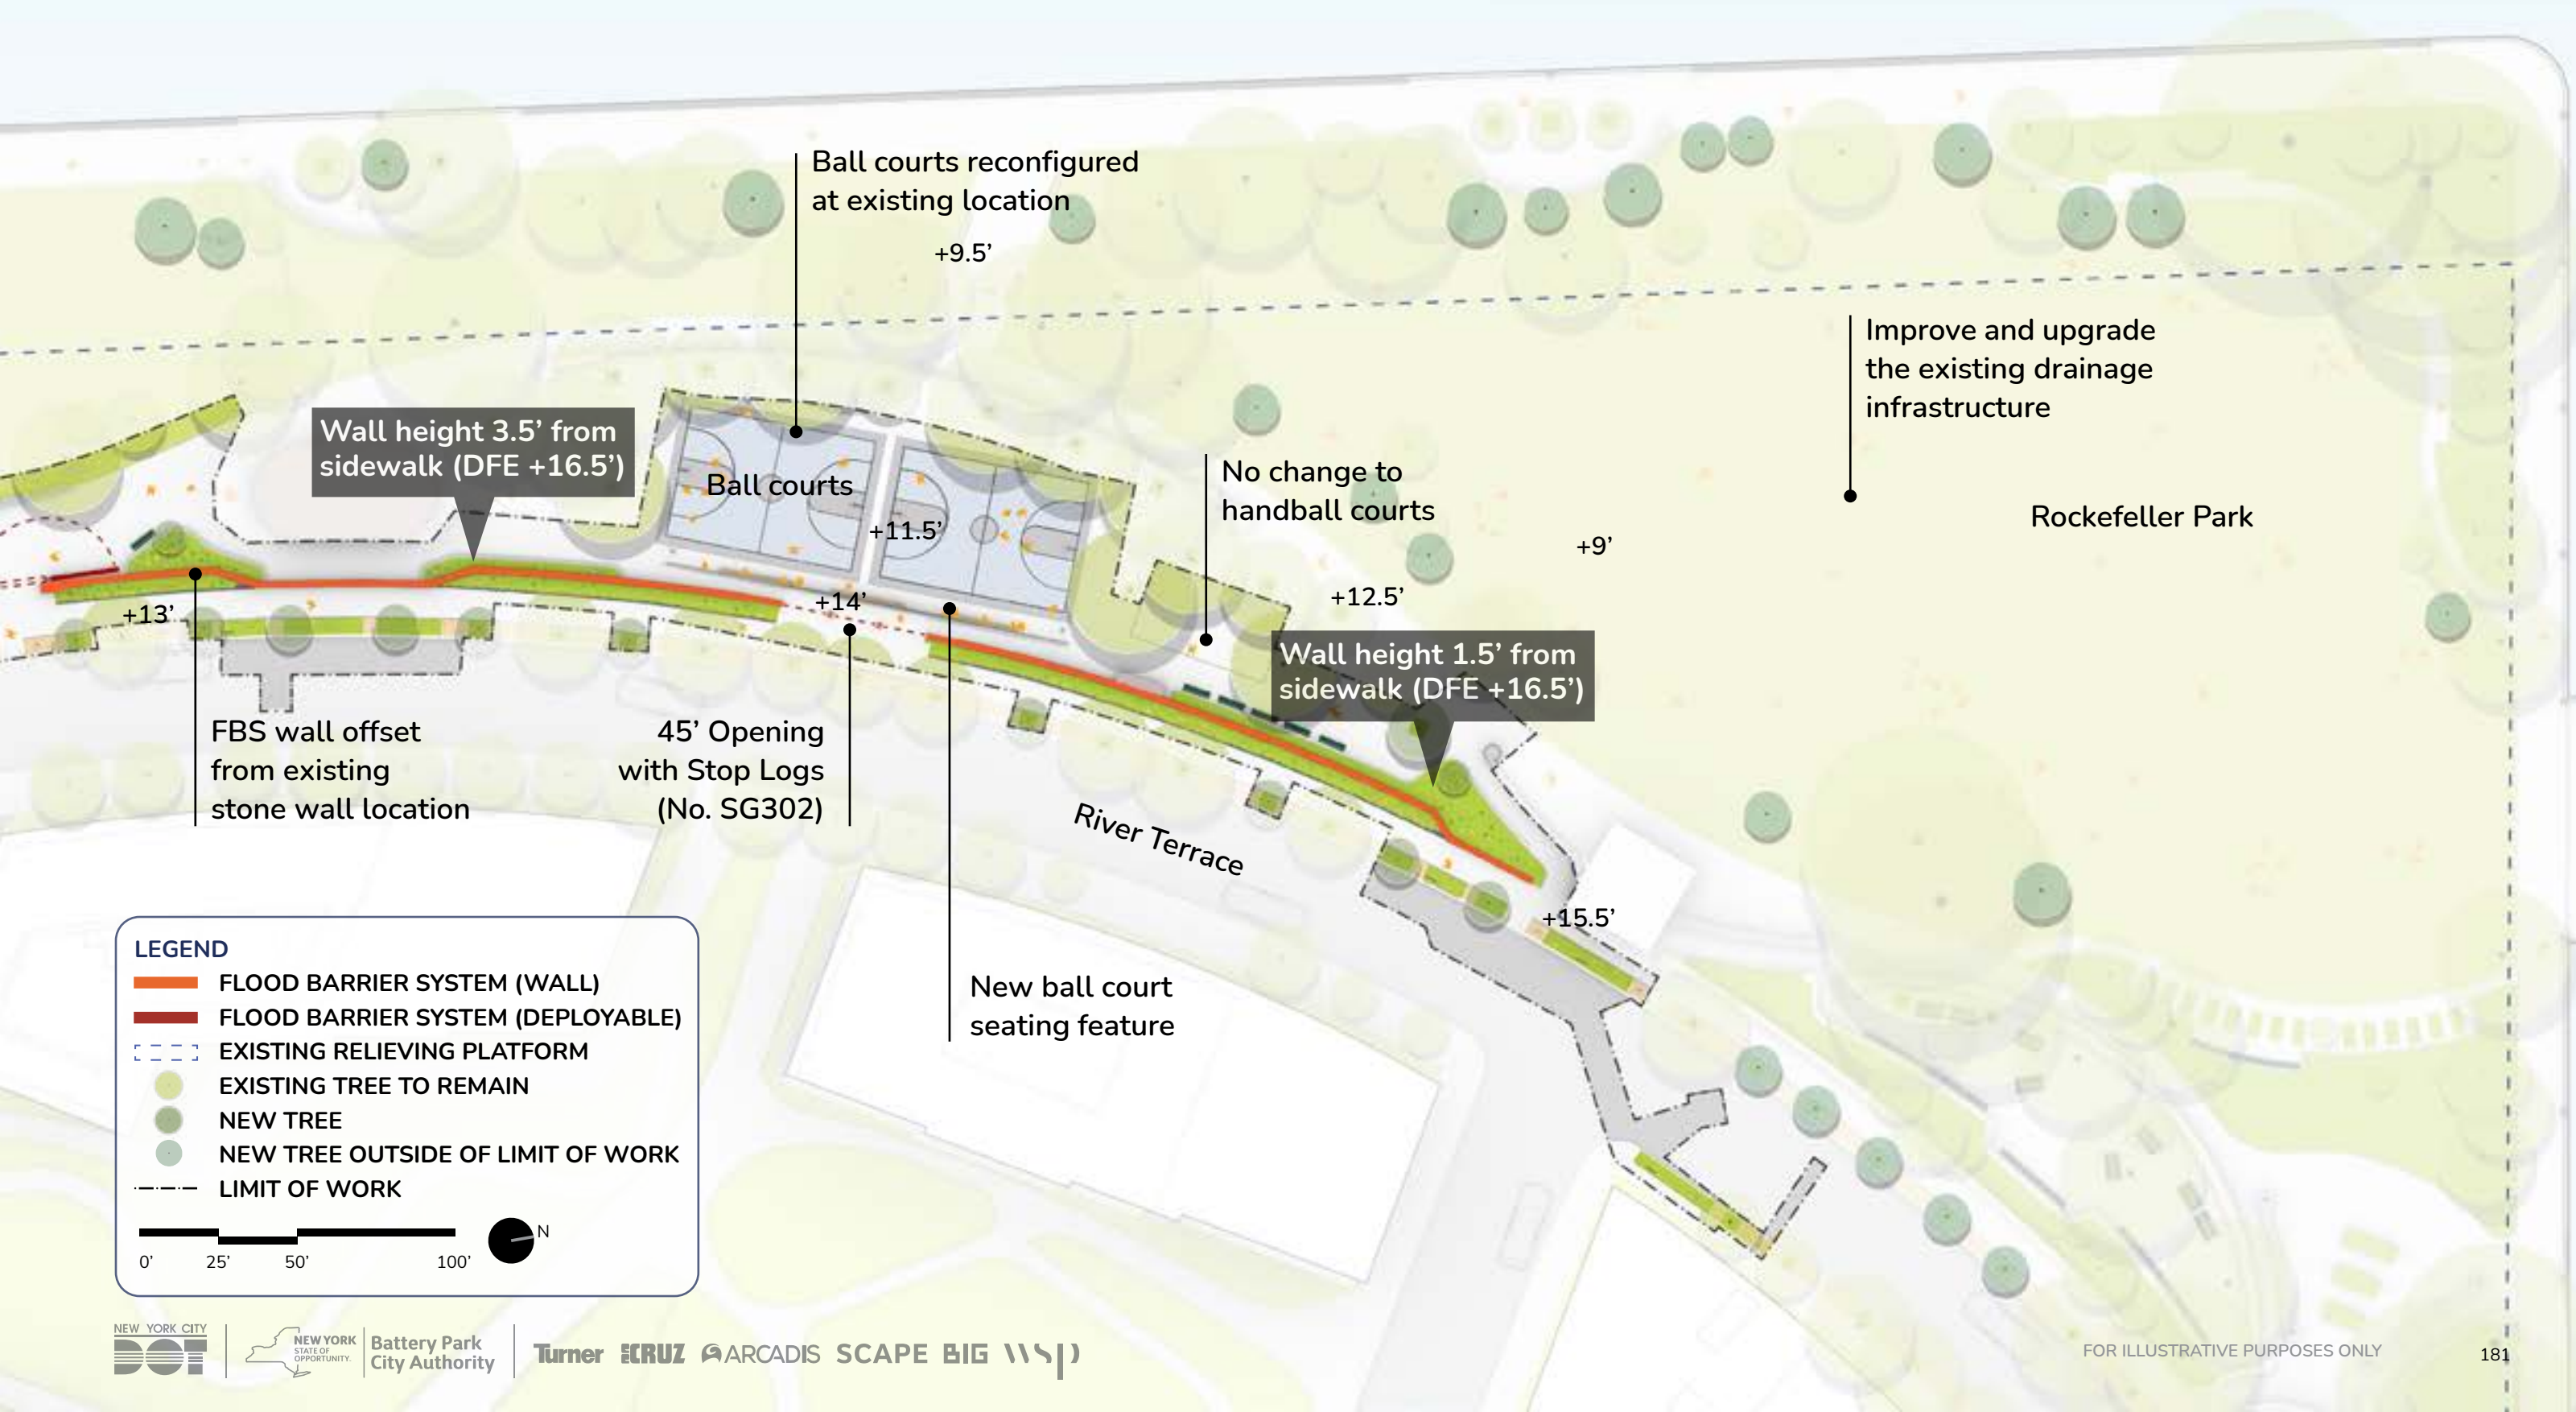 Ball courts reconfigured
at existing location
+9.5’
Improve and upgrade
the existing drainage
infrastructure
Wall height 3.5’ from
sidewalk (DFE +16.5’)
Ball courts
+11.5’
No change to
handball courts
Rockefeller Park
+9’
+12.5’
+14’
+13’
Wall height 1.5’ from
sidewalk (DFE +16.5’)
FBS wall offset
from existing
stone wall location
45’ Opening
with Stop Logs
(No. SG302)
River Terrace
+15.5’
New ball court
seating feature
LEGEND
FLOOD BARRIER SYSTEM (WALL)
FLOOD BARRIER SYSTEM (DEPLOYABLE)
EXISTING RELIEVING PLATFORM
EXISTING TREE TO REMAIN
NEW TREE
NEW TREE OUTSIDE OF LIMIT OF WORK
LIMIT OF WORK
N
0’ 25’ 50’ 100’
NEW YORK CITY
DOT
NEW YORK
STATE OF
OPPORTUNITY.
Battery Park
City Authority
Turner
CRUZ
ARCADIS
SCAPE
BIG
WSP
FOR ILLUSTRATIVE PURPOSES ONLY
181